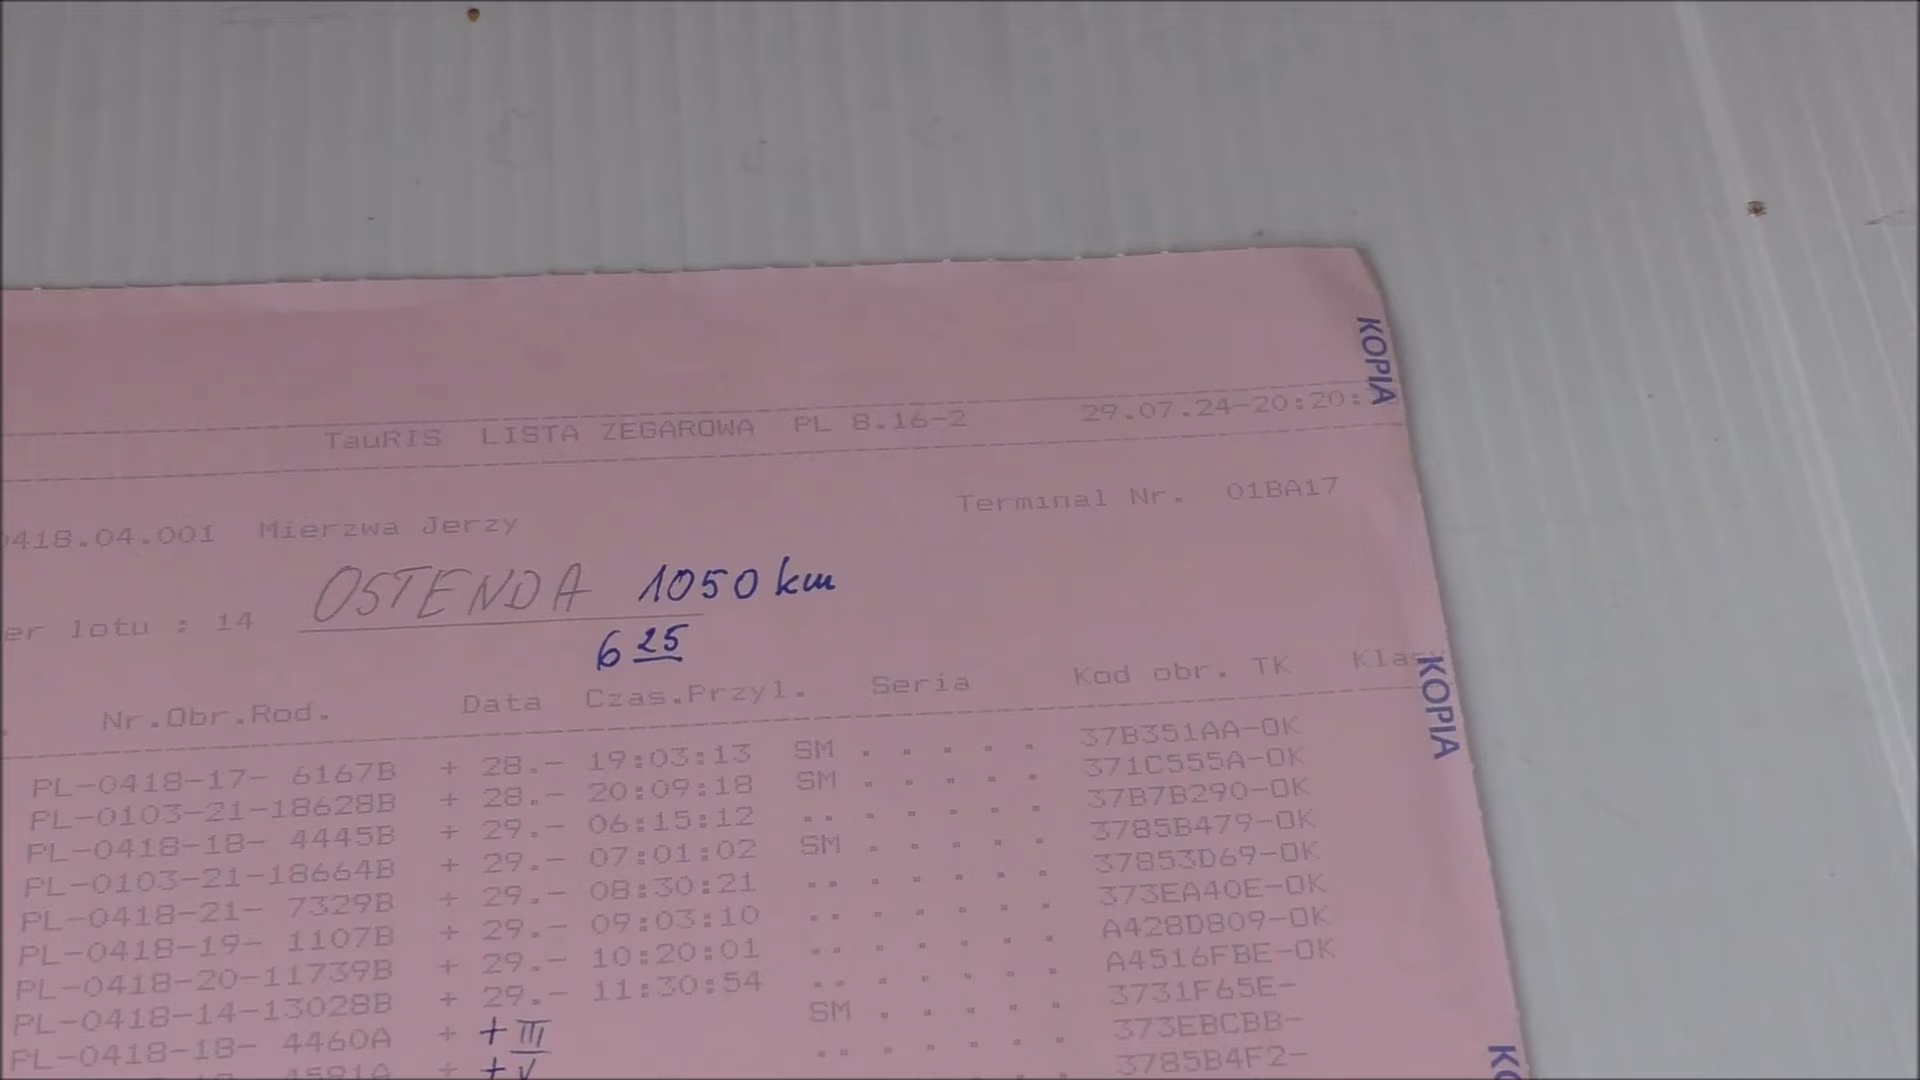 TauRIS LISTA ZEGAROWA PL 8.16-2 29.07.24-20:20:
KOPIA
0418.04.001 Mierzwa Jerzy Terminal Nr. 01BA17
er lotu : 14 OSTENDA 1050 km
6 25
Nr.Obr.Rod. Data Czas.Przyl. Seria Kod obr. TK Klasy
KOPIA
PL-0418-17- 6167B + 28.- 19:03:13 SM . . . . . 37B351AA-OK
PL-0103-21-18628B + 28.- 20:09:18 SM . . . . . 371C555A-OK
PL-0418-18- 4445B + 29.- 06:15:12 .. . . . . . 37B7B290-OK
PL-0103-21-18664B + 29.- 07:01:02 SM . . . . . 3785B479-OK
PL-0418-21- 7329B + 29.- 08:30:21 .. . . . . . 37853D69-OK
PL-0418-19- 1107B + 29.- 09:03:10 .. . . . . . 373EA40E-OK
PL-0418-20-11739B + 29.- 10:20:01 .. . . . . . A428D809-OK
PL-0418-14-13028B + 29.- 11:30:54 .. . . . . . A4516FBE-OK
PL-0418-18- 4460A + + III SM . . . . . 3731F65E-
4591A + + V .. . . . . . 373EBCBB-
3785B4F2-
KO